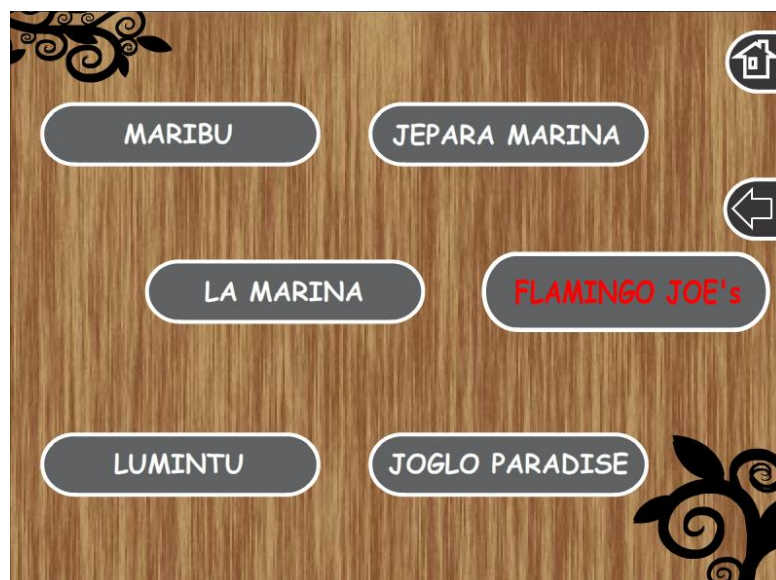 MARIBU
JEPARA MARINA
LA MARINA
FLAMINGO JOE's
LUMINTU
JOGLO PARADISE